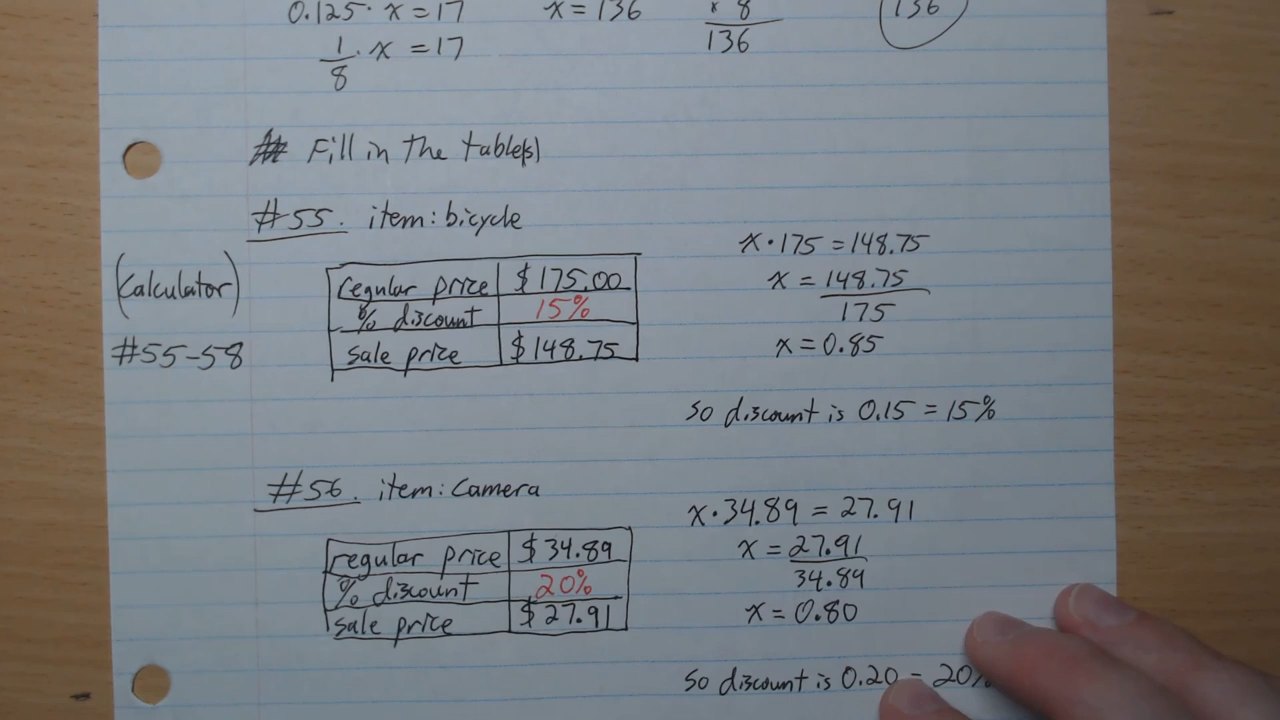 0.125 · x = 17
x = 136
x 8
136
136
1/8 · x = 17
Fill in the table(s)
#55. item: bicycle
(calculator)
#55-58
regular price $175.00
% discount 15%
sale price $148.75
x · 175 = 148.75
x = 148.75
175
x = 0.85
so discount is 0.15 = 15%
#56. item: camera
regular price $34.89
% discount 20%
sale price $27.91
x · 34.89 = 27.91
x = 27.91
34.89
x = 0.80
so discount is 0.20 = 20%